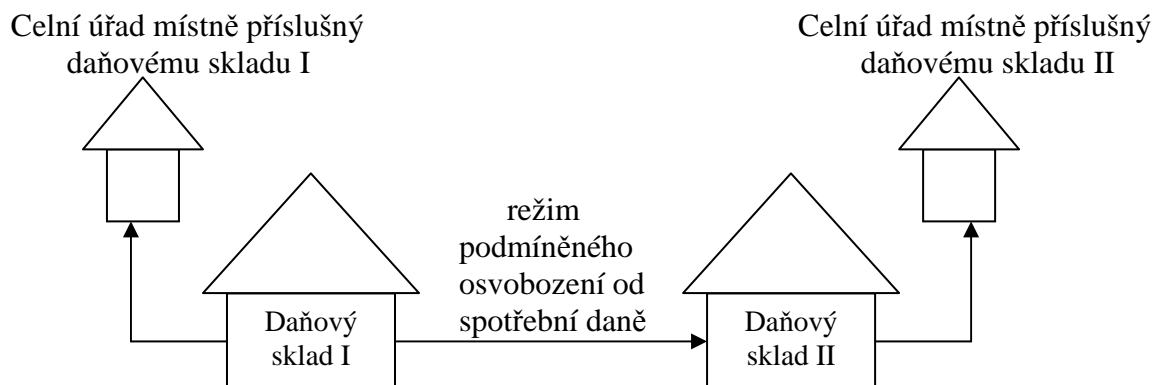 Celní úřad místně příslušný
daňovému skladu I
Celní úřad místně příslušný
daňovému skladu II
režim
podmíněného
osvobození od
spotřební daně
Daňový
sklad I
Daňový
sklad II